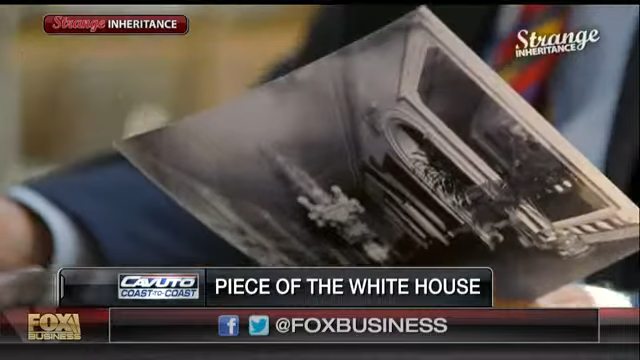 Strange INHERITANCE
Strange
INHERITANCE
CAVUTO
COAST-TO-COAST
PIECE OF THE WHITE HOUSE
FOX
BUSINESS
@FOXBUSINESS